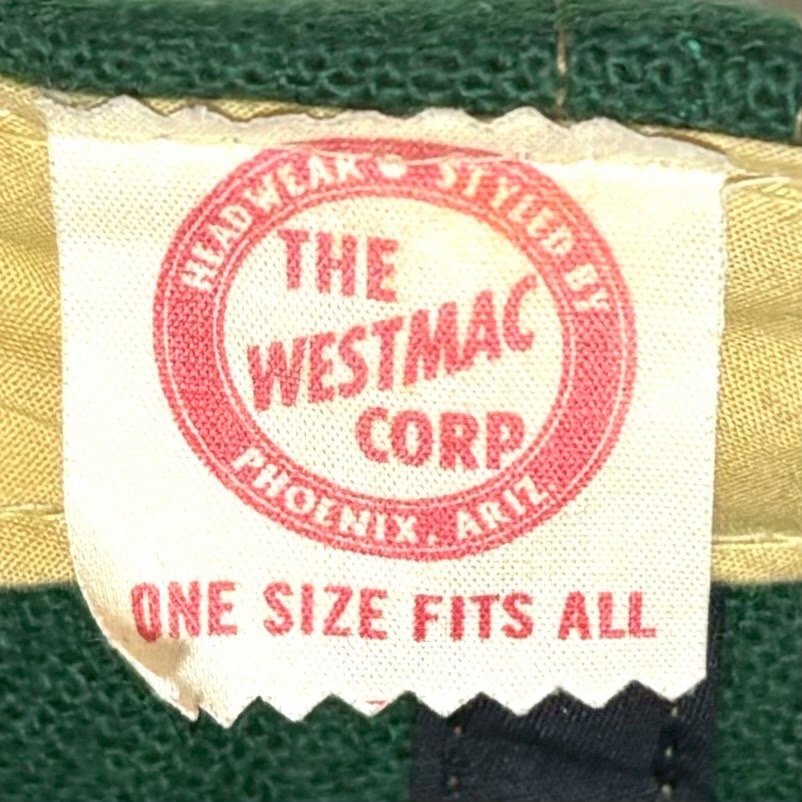 HEADWEAR • STYLED BY
THE
WESTMAC
CORP
PHOENIX, ARIZ.
ONE SIZE FITS ALL